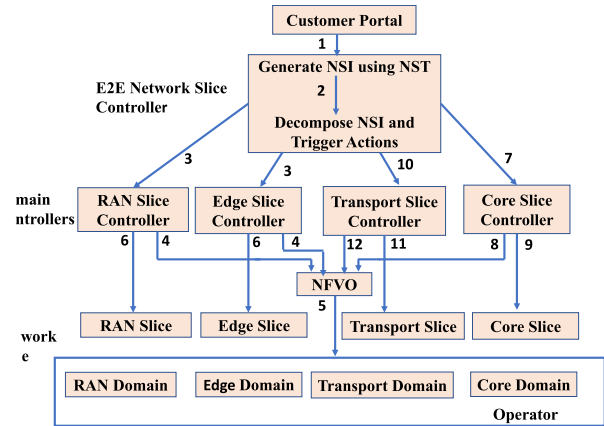 Customer Portal
1
Generate NSI using NST
E2E Network Slice
Controller
2
Decompose NSI and
Trigger Actions
3
3
10
7
main
ntrollers
RAN Slice
Controller
Edge Slice
Controller
Transport Slice
Controller
Core Slice
Controller
6
4
6
4
12
11
8
9
NFVO
5
RAN Slice
Edge Slice
Transport Slice
Core Slice
work
e
RAN Domain
Edge Domain
Transport Domain
Core Domain
Operator